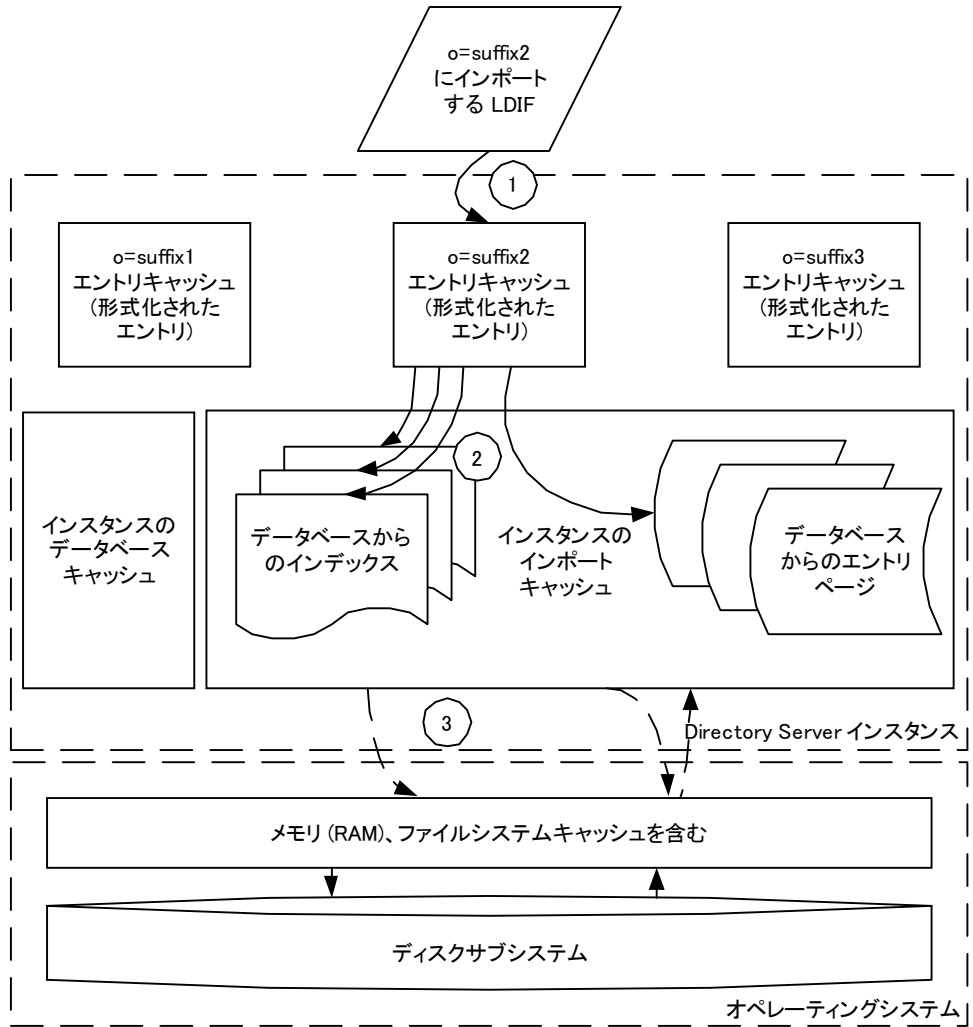 o=suffix2
にインポート
する LDIF
1
o=suffix1
エントリキャッシュ
(形式化された
エントリ)
o=suffix2
エントリキャッシュ
(形式化された
エントリ)
o=suffix3
エントリキャッシュ
(形式化された
エントリ)
2
インスタンスの
データベース
キャッシュ
データベースから
のインデックス
インスタンスの
インポート
キャッシュ
データベース
からのエントリ
ページ
3
Directory Server インスタンス
メモリ (RAM)、ファイルシステムキャッシュを含む
ディスクサブシステム
オペレーティングシステム